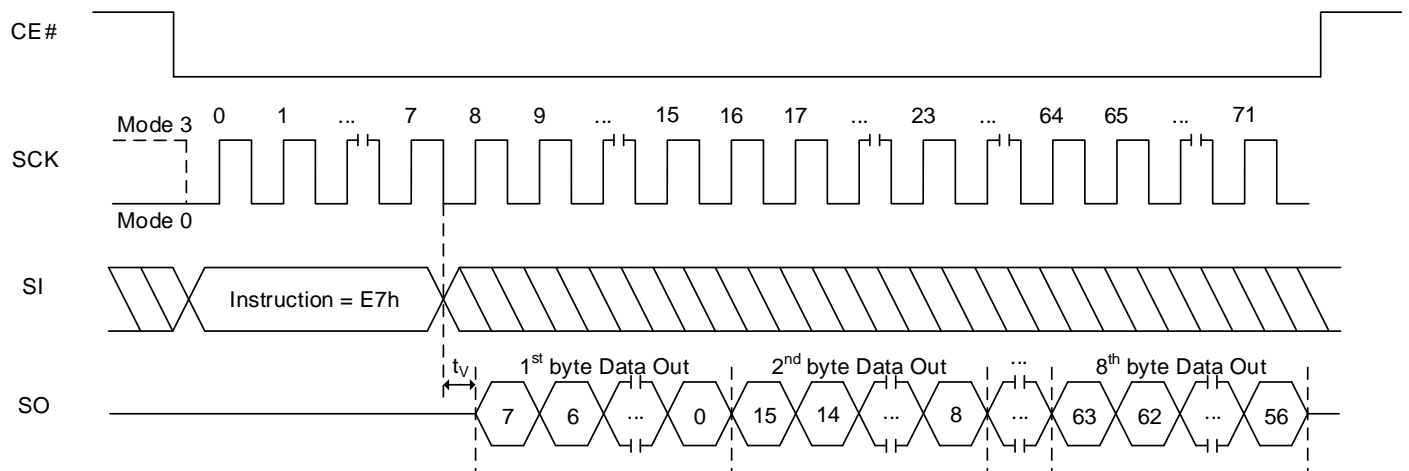 CE#
0 1 ... 7 8 9 ... 15 16 17 ... 23 ... 64 65 ... 71
Mode 3
SCK
Mode 0
SI
Instruction = E7h
tV 1st byte Data Out 2nd byte Data Out ... 8th byte Data Out
SO
7 6 ... 0 15 14 ... 8 ... 63 62 ... 56